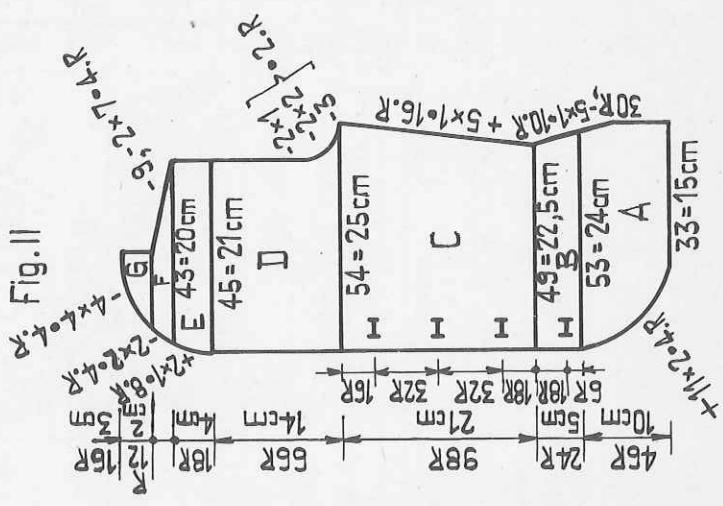 Fig.II
-9,-2×7•4.R
-4×4•4.R
-2×2•4.R
+2×1•8.R
G
F
E 43=20cm
45=21cm
D
-3
-2×2
-2×1
•2.R
54=25cm
C
+5×1•16.R
49=22,5cm
B
53=24cm
30R,-5×1•10.R
A
33=15cm
+11×2•4.R
I
I
I
I
16R
32R
32R
18R
18R
6R
16R 3cm
12R 2cm
18R 4cm
66R 14cm
98R 21cm
24R 5cm
46R 10cm